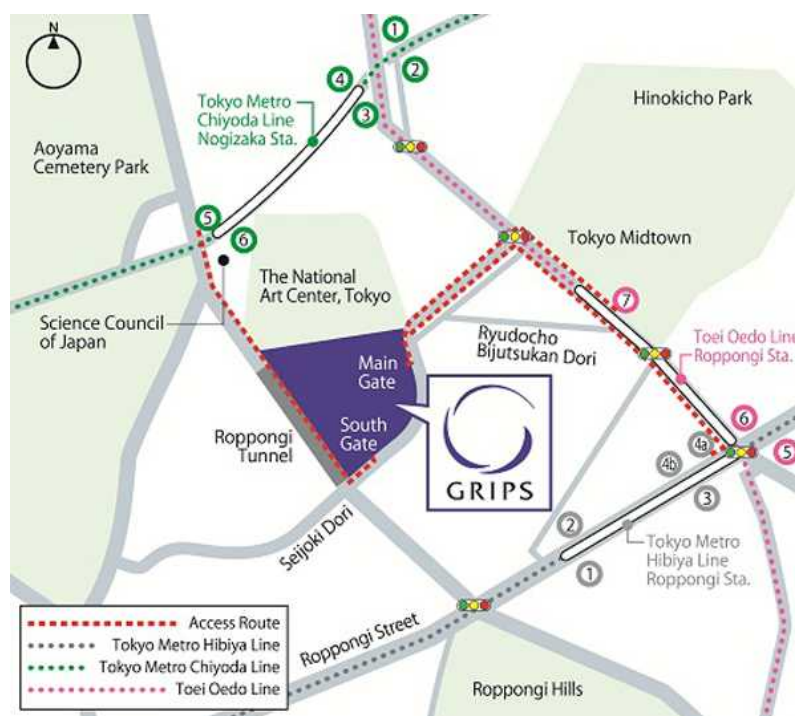 N
1
2
4
Tokyo Metro
Chiyoda Line
Nogizaka Sta.
3
Hinokicho Park
Aoyama
Cemetery Park
5
6
Tokyo Midtown
The National
Art Center, Tokyo
7
Science Council
of Japan
Ryudocho
Bijutsukan Dori
Toei Oedo Line
Roppongi Sta.
Main
Gate
Roppongi
Tunnel
South
Gate
GRIPS
6
5
4a
4b
3
2
1
Seijoki Dori
Tokyo Metro
Hibiya Line
Roppongi Sta.
Access Route
Tokyo Metro Hibiya Line
Tokyo Metro Chiyoda Line
Toei Oedo Line
Roppongi Street
Roppongi Hills